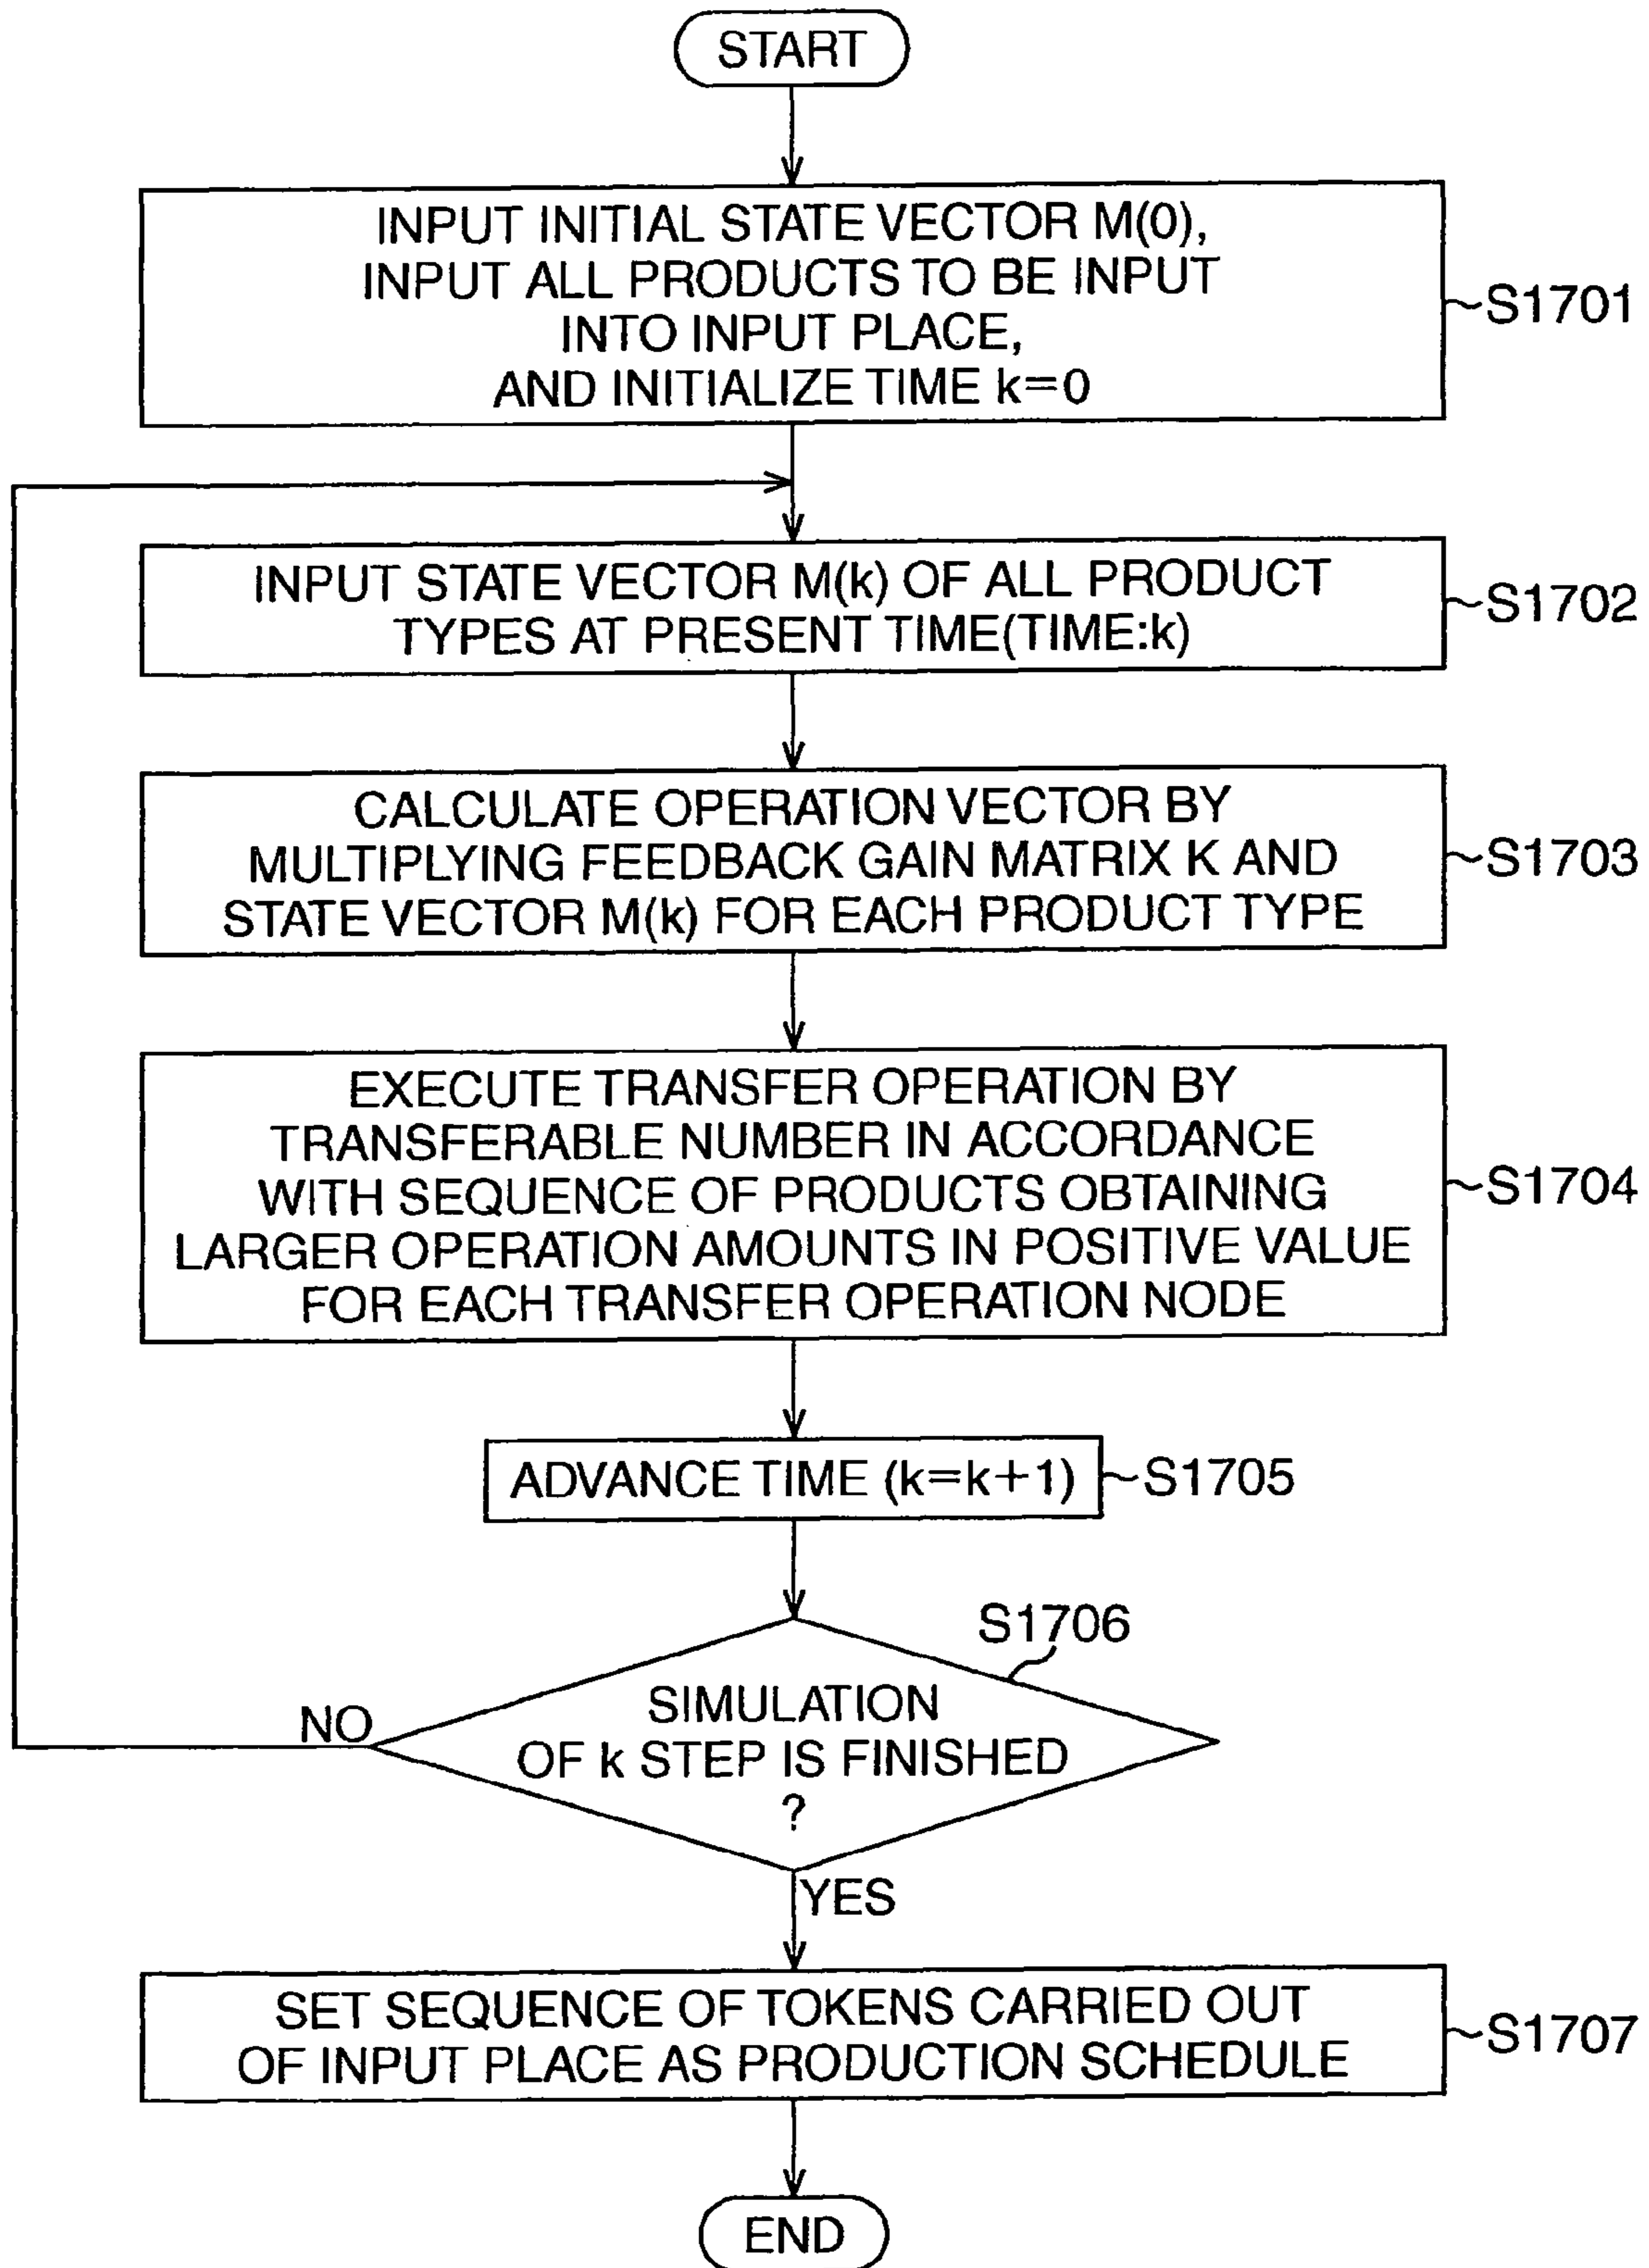 START
INPUT INITIAL STATE VECTOR M(0),
INPUT ALL PRODUCTS TO BE INPUT
INTO INPUT PLACE,
AND INITIALIZE TIME k=0
S1701
INPUT STATE VECTOR M(k) OF ALL PRODUCT
TYPES AT PRESENT TIME(TIME:k)
S1702
CALCULATE OPERATION VECTOR BY
MULTIPLYING FEEDBACK GAIN MATRIX K AND
STATE VECTOR M(k) FOR EACH PRODUCT TYPE
S1703
EXECUTE TRANSFER OPERATION BY
TRANSFERABLE NUMBER IN ACCORDANCE
WITH SEQUENCE OF PRODUCTS OBTAINING
LARGER OPERATION AMOUNTS IN POSITIVE VALUE
FOR EACH TRANSFER OPERATION NODE
S1704
ADVANCE TIME (k=k+1)
S1705
S1706
SIMULATION
OF k STEP IS FINISHED
?
NO
YES
SET SEQUENCE OF TOKENS CARRIED OUT
OF INPUT PLACE AS PRODUCTION SCHEDULE
S1707
END